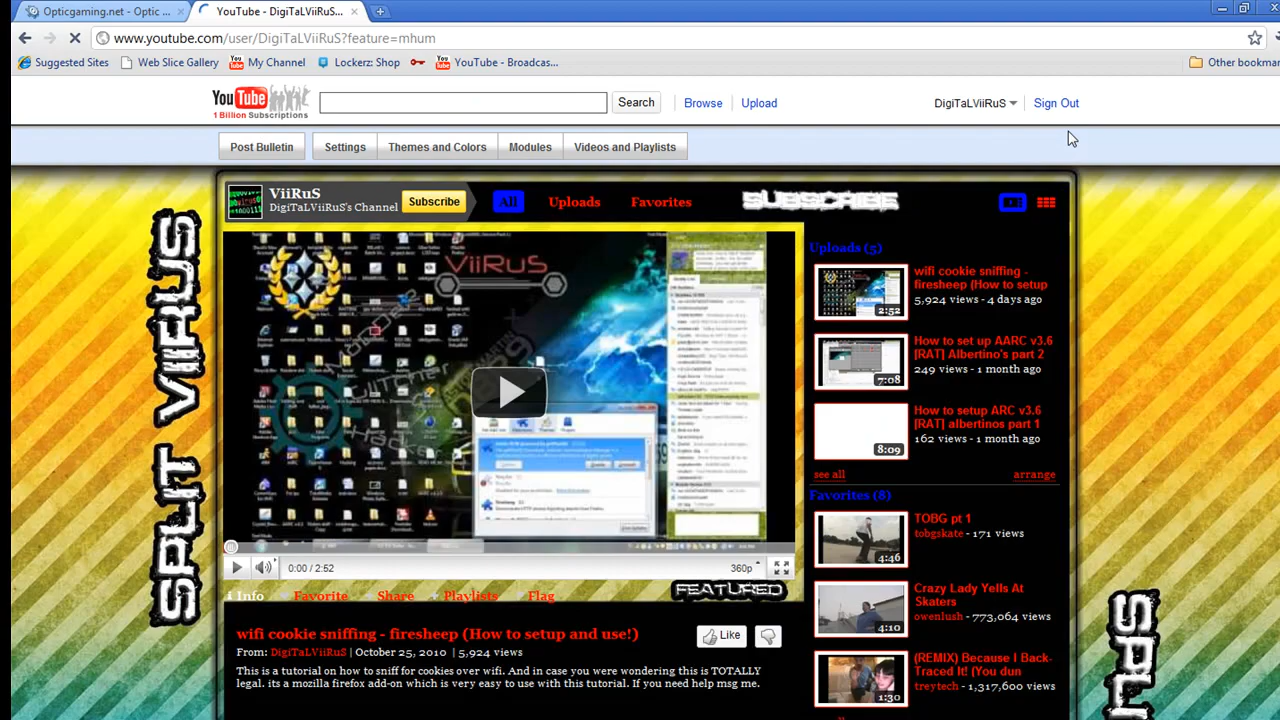 Opticgaming.net - Optic ...
YouTube - DigiTaLViiRuS's ...
www.youtube.com/user/DigiTaLViiRuS?feature=mhum
Suggested Sites
Web Slice Gallery
My Channel
Lockerz: Shop
YouTube - Broadcas...
Other bookmar
YouTube
1 Billion Subscriptions
Search
Browse
Upload
DigiTaLViiRuS
Sign Out
Post Bulletin
Settings
Themes and Colors
Modules
Videos and Playlists
ViiRuS
DigiTaLViiRuS's Channel
Subscribe
All
Uploads
Favorites
SUBSCRIBE
SPLIT VIIRUS
ViiRuS
0:00 / 2:52
360p
Info
Favorite
Share
Playlists
Flag
FEATURED
wifi cookie sniffing - firesheep (How to setup and use!)
From: DigiTaLViiRuS | October 25, 2010 | 5,924 views
Like
This is a tutorial on how to sniff for cookies over wifi. And in case you were wondering this is TOTALLY
legal. its a mozilla firefox add-on which is very easy to use with this tutorial. If you need help msg me.
Uploads (5)
wifi cookie sniffing -
firesheep (How to setup
5,924 views - 4 days ago
2:52
How to set up AARC v3.6
[RAT] Albertino's part 2
249 views - 1 month ago
7:08
How to setup ARC v3.6
[RAT] albertinos part 1
162 views - 1 month ago
8:09
see all
arrange
Favorites (8)
TOBG pt 1
tobgskate - 171 views
4:46
Crazy Lady Yells At
Skaters
owenlush - 773,064 views
4:10
(REMIX) Because I Back-
Traced It! (You dun
treytech - 1,317,600 views
1:30
SPLI